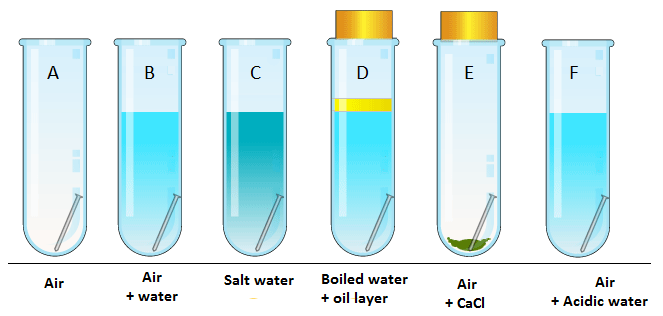 A B C D E F
Air
Air
+ water
Salt water
Boiled water
+ oil layer
Air
+ CaCl
Air
+ Acidic water